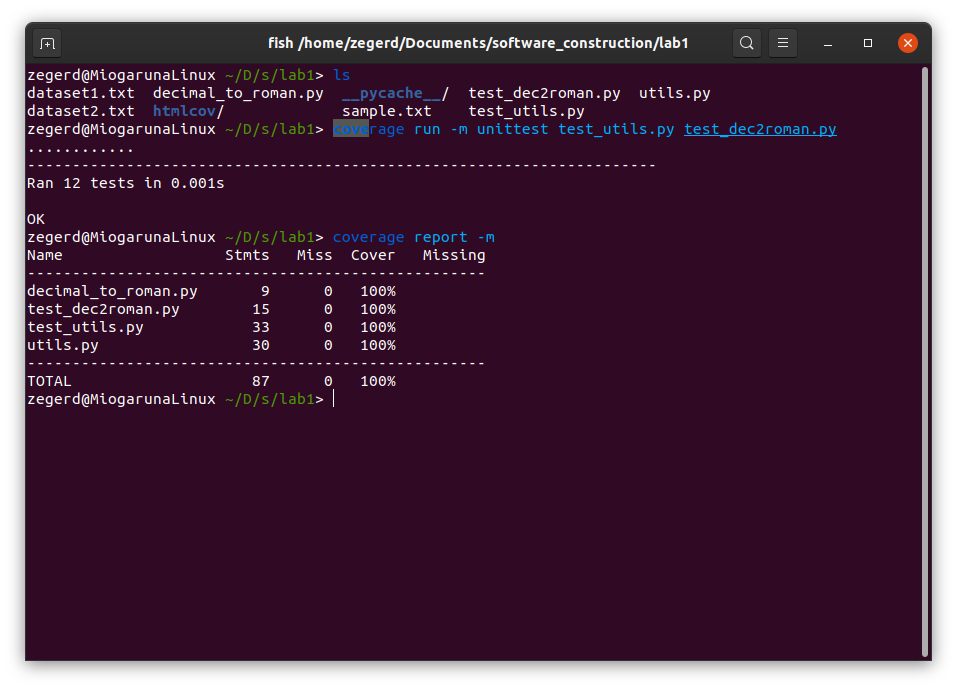 fish /home/zegerd/Documents/software_construction/lab1
zegerd@MiogarunaLinux ~/D/s/lab1> ls
dataset1.txt  decimal_to_roman.py  __pycache__/  test_dec2roman.py  utils.py
dataset2.txt  htmlcov/             sample.txt    test_utils.py
zegerd@MiogarunaLinux ~/D/s/lab1> coverage run -m unittest test_utils.py test_dec2roman.py
............
----------------------------------------------------------------------
Ran 12 tests in 0.001s

OK
zegerd@MiogarunaLinux ~/D/s/lab1> coverage report -m
Name                  Stmts   Miss  Cover   Missing
---------------------------------------------------
decimal_to_roman.py       9      0   100%
test_dec2roman.py        15      0   100%
test_utils.py            33      0   100%
utils.py                 30      0   100%
---------------------------------------------------
TOTAL                    87      0   100%
zegerd@MiogarunaLinux ~/D/s/lab1>